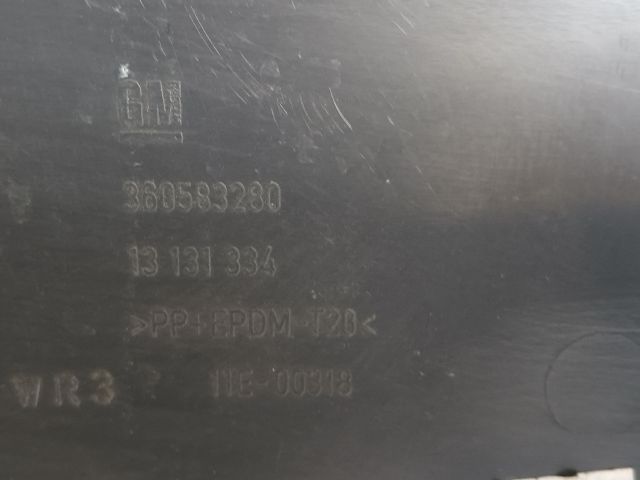 GM
360583280
13 131 334
>PP+EPDM-T20<
WR3 11E-00318